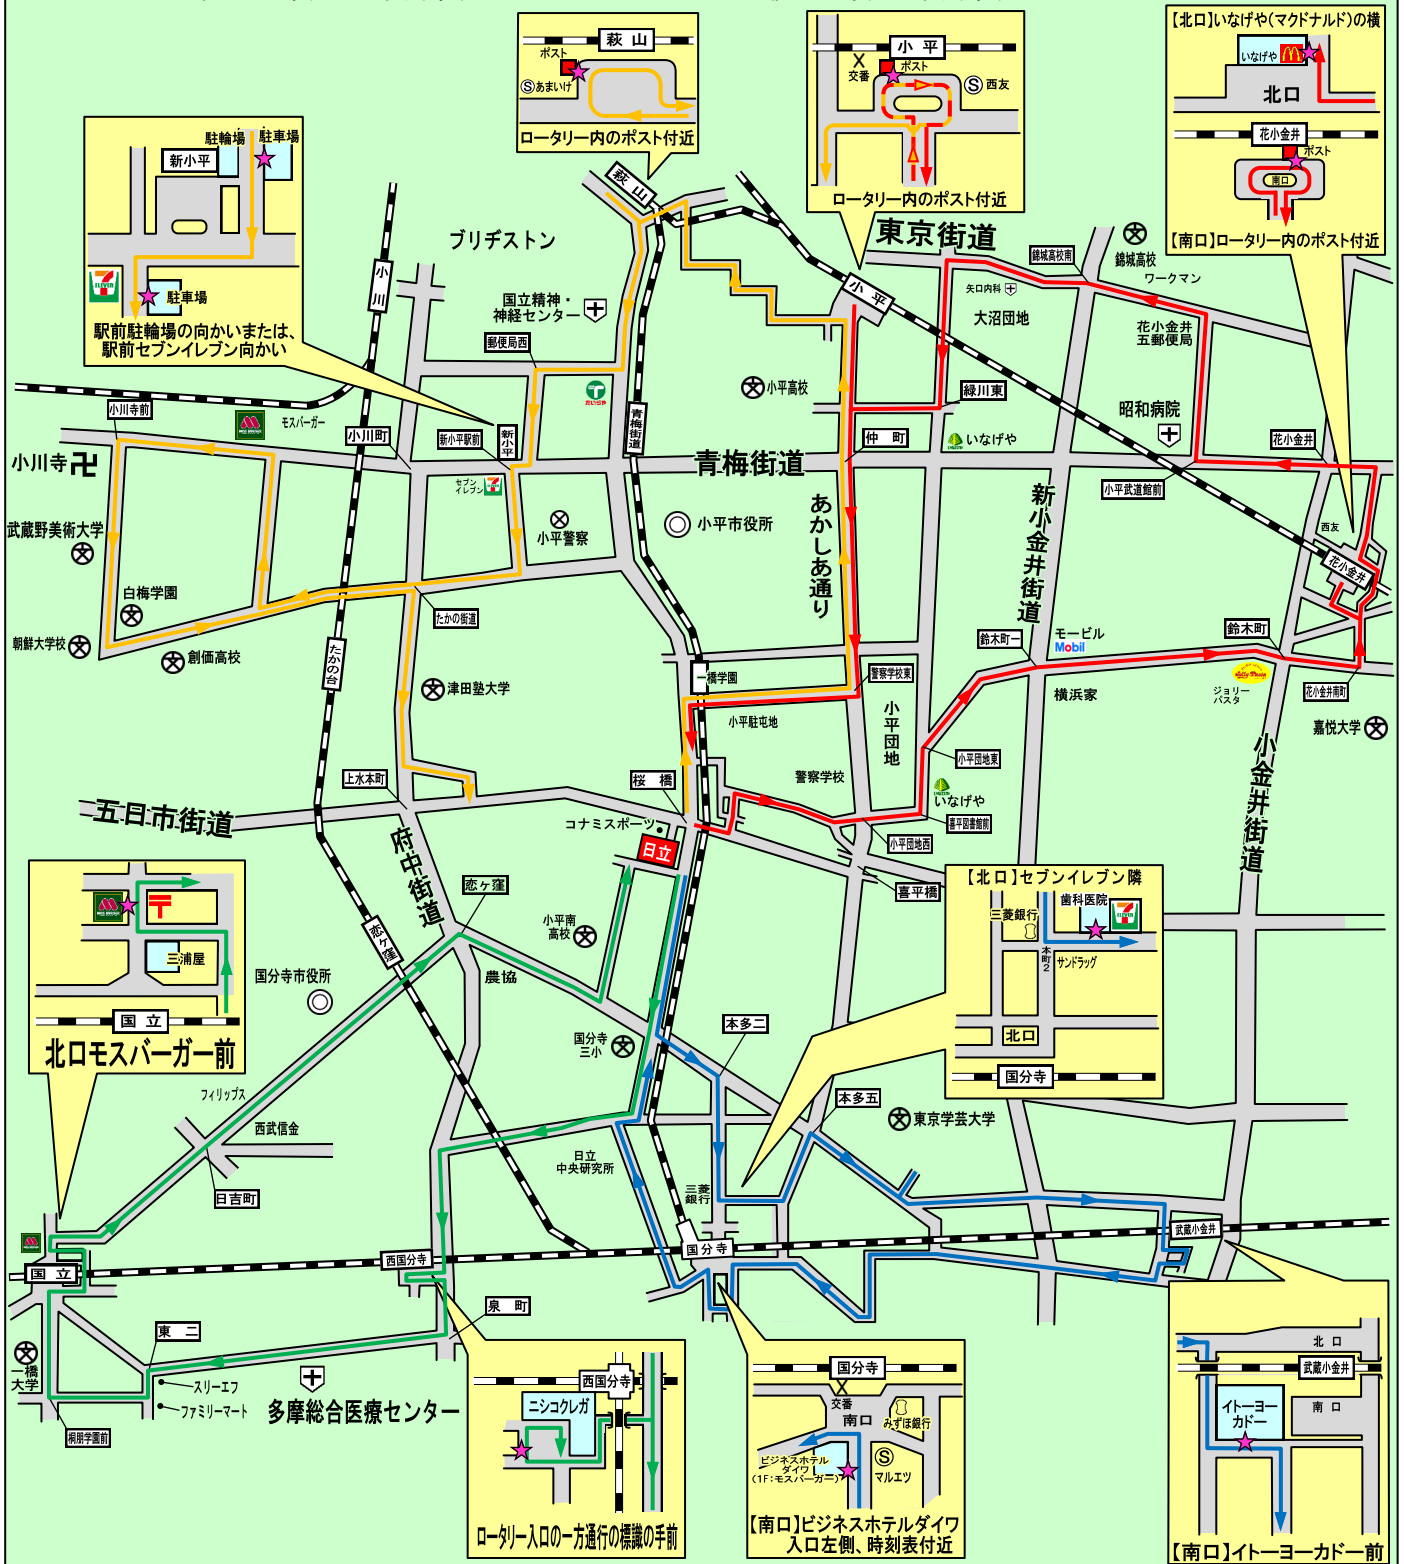 萩山
ポスト
Ⓢあまいけ
ロータリー内のポスト付近
小平
交番
ポスト
Ⓢ 西友
ロータリー内のポスト付近
【北口】いなげや(マクドナルド)の横
いなげや
北口
花小金井
ポスト
南口
【南口】ロータリー内のポスト付近
駐輪場
駐車場
新小平
駐車場
駅前駐輪場の向かいまたは、
駅前セブンイレブン向かい
萩山
ブリヂストン
小川
国立精神・
神経センター
郵便局西
東京街道
錦城高校南
錦城高校
ワークマン
矢口内科
大沼団地
花小金井
五郵便局
小平
小平高校
緑川東
昭和病院
たいらや
青梅街道
小川寺前
モスバーガー
小川町
新小平駅前
新小平
仲町
いなげや
花小金井
小川寺
青梅街道
セブン
イレブン
小平武道館前
武蔵野美術大学
小平警察
小平市役所
あかしあ通り
新小金井街道
西友
花小金井
白梅学園
たかの街道
朝鮮大学校
創価高校
たかの台
鈴木町一
モービル
Mobil
鈴木町
一橋学園
警察学校東
津田塾大学
横浜家
ジョリー
パスタ
花小金井南町
小平駐屯地
小平団地
嘉悦大学
小平団地東
小金井街道
上水本町
桜橋
警察学校
いなげや
五日市街道
コナミスポーツ
喜平図書館前
小平団地西
府中街道
日立
恋ヶ窪
喜平橋
【北口】セブンイレブン隣
歯科医院
三菱銀行
本町2
サンドラッグ
北口
国分寺
三浦屋
国立
北口モスバーガー前
小平南
高校
恋ヶ窪
農協
国分寺市役所
国分寺
三小
本多二
本多五
東京学芸大学
フィリップス
西武信金
日立
中央研究所
三菱
銀行
日吉町
国立
西国分寺
国分寺
武蔵小金井
泉町
東二
一橋
大学
スリーエフ
ファミリーマート
多摩総合医療センター
桐朋学園前
西国分寺
ニシコクレガ
ロータリー入口の一方通行の標識の手前
国分寺
交番
南口
みずほ銀行
ビジネスホテル
ダイワ
(1F:モスバーガー)
Ⓢ
マルエツ
【南口】ビジネスホテルダイワ
入口左側、時刻表付近
北口
武蔵小金井
イトーヨー
カドー
南口
【南口】イトーヨーカドー前